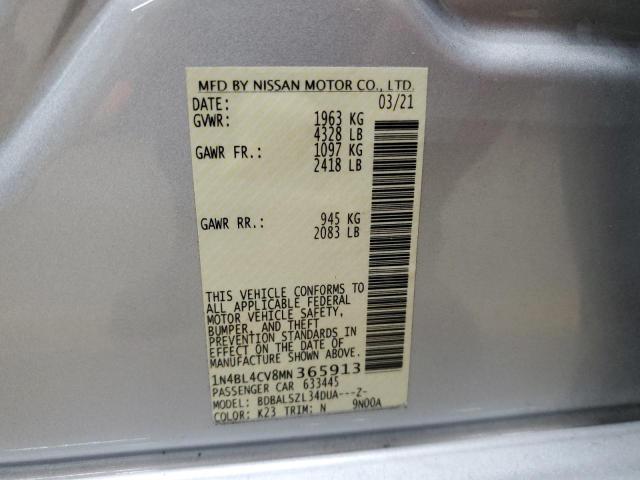 MFD BY NISSAN MOTOR CO., LTD.
DATE: 03/21
GVWR: 1963 KG
4328 LB
GAWR FR.: 1097 KG
2418 LB
GAWR RR.: 945 KG
2083 LB
THIS VEHICLE CONFORMS TO
ALL APPLICABLE FEDERAL
MOTOR VEHICLE SAFETY,
BUMPER, AND THEFT
PREVENTION STANDARDS IN
EFFECT ON THE DATE OF
MANUFACTURE SHOWN ABOVE.
1N4BL4CV8MN365913
PASSENGER CAR 633445
MODEL: BDBALSZL34DUA---Z-
COLOR: K23 TRIM: N 9N00A